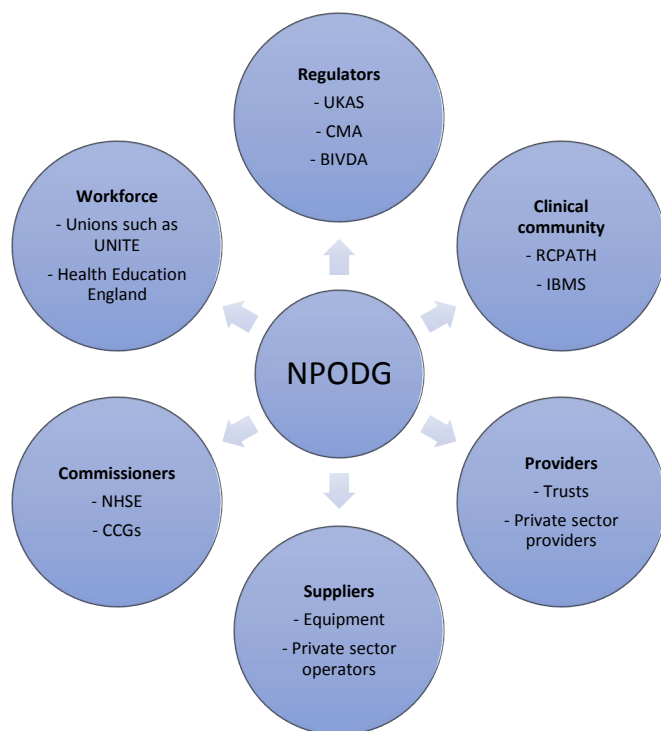 Regulators
- UKAS
- CMA
- BIVDA
Clinical
community
- RCPATH
- IBMS
Providers
- Trusts
- Private sector
providers
Suppliers
- Equipment
- Private sector
operators
Commissioners
- NHSE
- CCGs
Workforce
- Unions such as
UNITE
- Health Education
England
NPODG